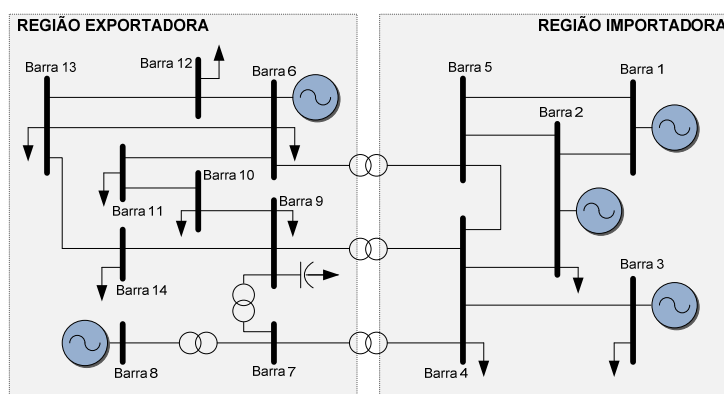 REGIÃO EXPORTADORA
REGIÃO IMPORTADORA
Barra 13
Barra 12
Barra 6
Barra 5
Barra 1
Barra 2
Barra 10
Barra 11
Barra 9
Barra 14
Barra 3
Barra 8
Barra 7
Barra 4